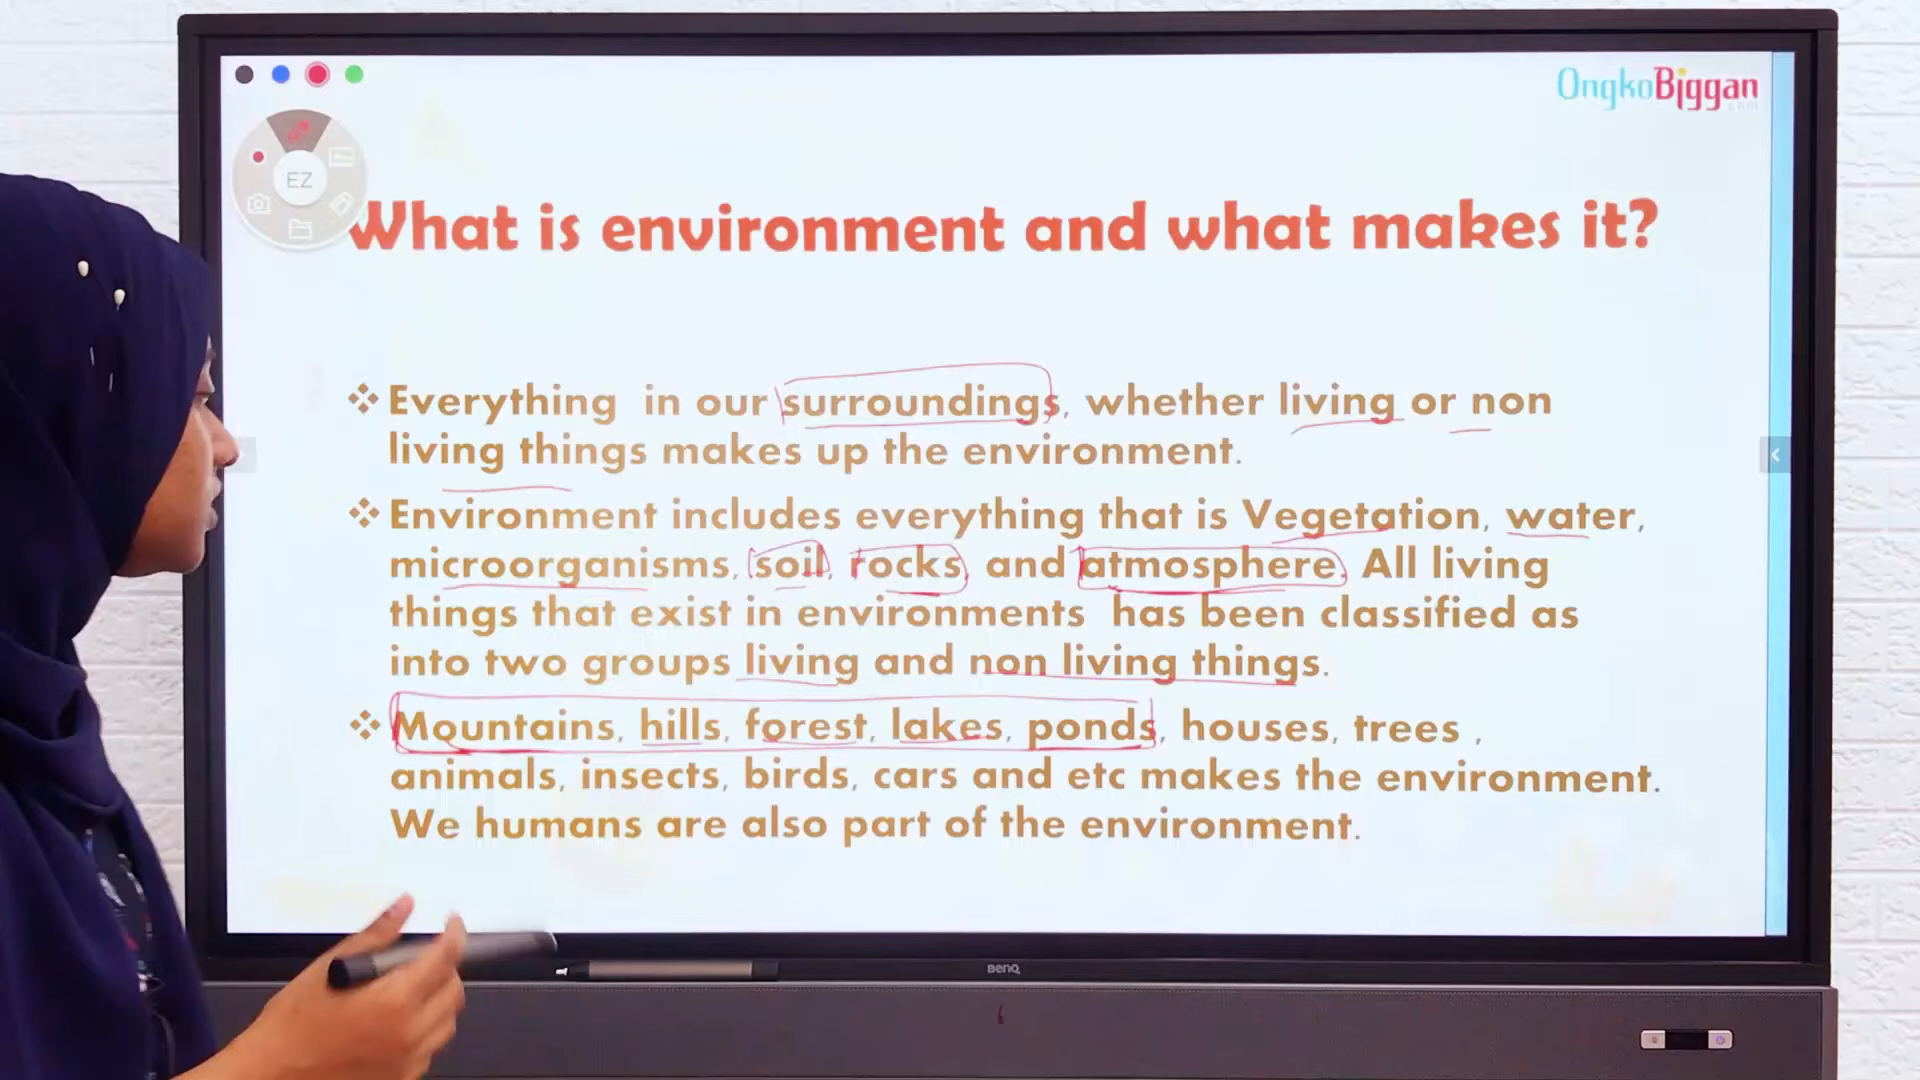 OngkoBiggan
.com
EZ
What is environment and what makes it?
❖ Everything in our surroundings, whether living or non
living things makes up the environment.
❖ Environment includes everything that is Vegetation, water,
microorganisms, soil, rocks, and atmosphere. All living
things that exist in environments has been classified as
into two groups living and non living things.
❖ Mountains, hills, forest, lakes, ponds, houses, trees ,
animals, insects, birds, cars and etc makes the environment.
We humans are also part of the environment.
BenQ